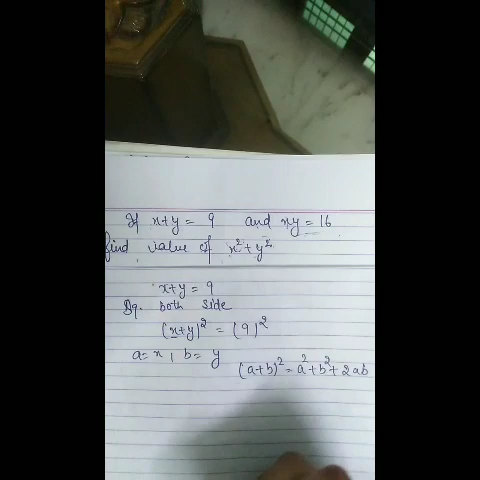 If x+y = 9 and xy = 16
find value of x²+y²
x+y = 9
Sq. both side
(x+y)² = (9)²
a = x , b = y
(a+b)² = a²+b²+2ab